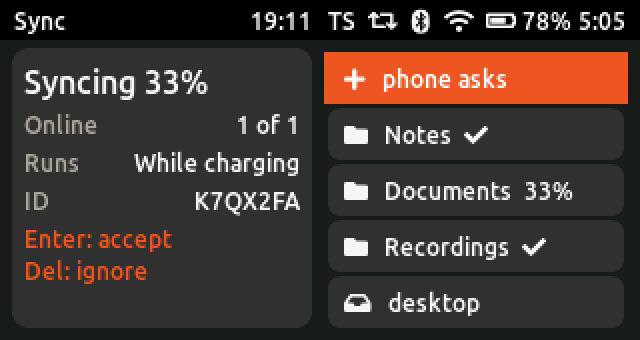 Sync 19:11 TS 78% 5:05
Syncing 33%
Online 1 of 1
Runs While charging
ID K7QX2FA
Enter: accept
Del: ignore
phone asks
Notes
Documents 33%
Recordings
desktop